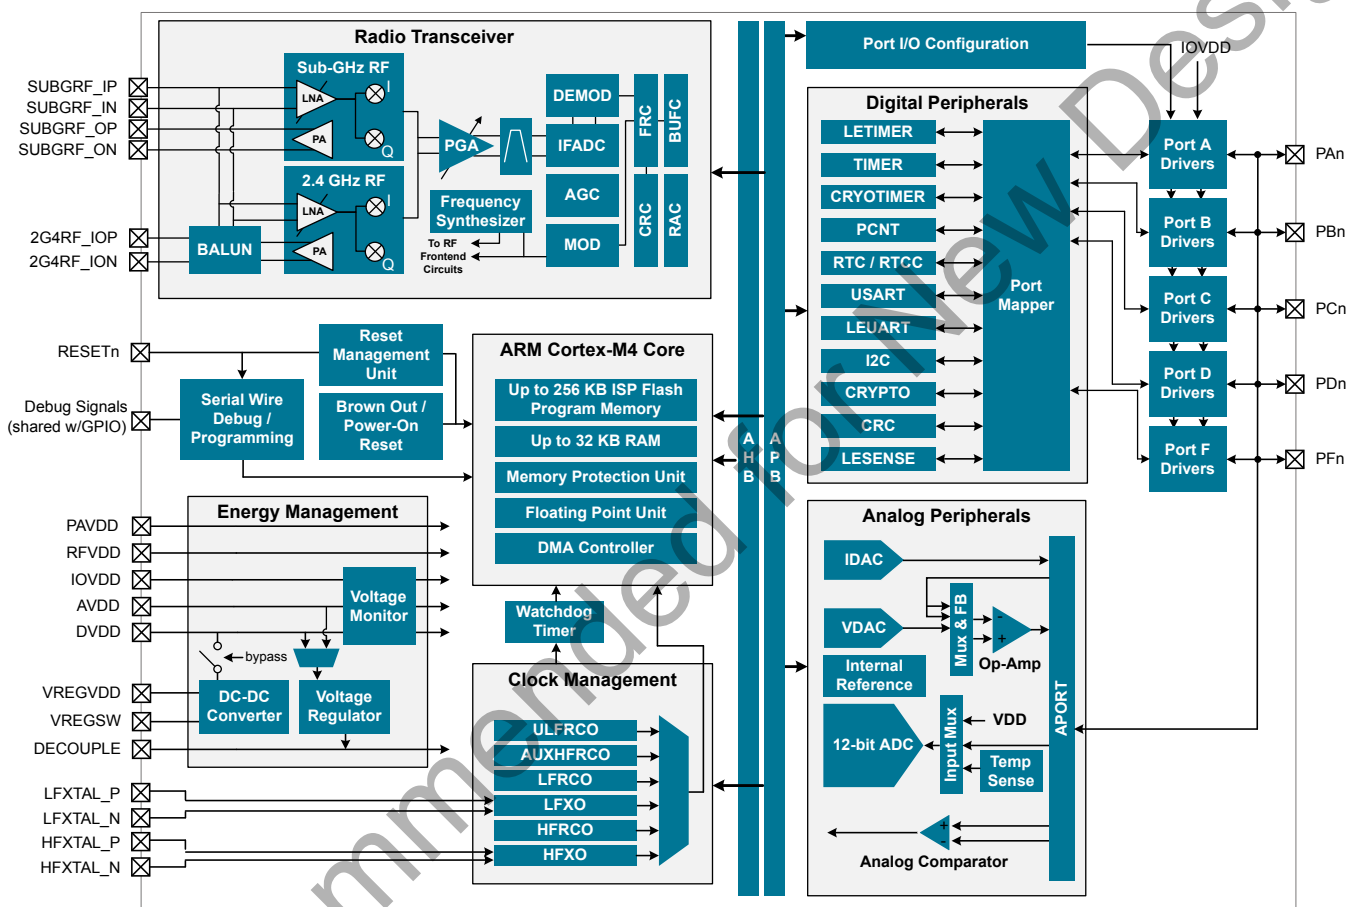 Radio Transceiver
SUBGRF_IP
SUBGRF_IN
SUBGRF_OP
SUBGRF_ON
2G4RF_IOP
2G4RF_ION
Sub-GHz RF
LNA
I
PA
Q
2.4 GHz RF
LNA
I
PA
Q
BALUN
PGA
DEMOD
IFADC
AGC
MOD
Frequency
Synthesizer
To RF
Frontend
Circuits
FRC
BUFC
CRC
RAC
RESETn
Debug Signals
(shared w/GPIO)
Reset
Management
Unit
Serial Wire
Debug /
Programming
Brown Out /
Power-On
Reset
ARM Cortex-M4 Core
Up to 256 KB ISP Flash
Program Memory
Up to 32 KB RAM
Memory Protection Unit
Floating Point Unit
DMA Controller
Watchdog
Timer
Energy Management
PAVDD
RFVDD
IOVDD
AVDD
DVDD
VREGVDD
VREGSW
DECOUPLE
Voltage
Monitor
bypass
DC-DC
Converter
Voltage
Regulator
Clock Management
LFXTAL_P
LFXTAL_N
HFXTAL_P
HFXTAL_N
ULFRCO
AUXHFRCO
LFRCO
LFXO
HFRCO
HFXO
AHB
APB
Port I/O Configuration
IOVDD
Digital Peripherals
LETIMER
TIMER
CRYOTIMER
PCNT
RTC / RTCC
USART
LEUART
I2C
CRYPTO
CRC
LESENSE
Port
Mapper
Port A
Drivers
Port B
Drivers
Port C
Drivers
Port D
Drivers
Port F
Drivers
PAn
PBn
PCn
PDn
PFn
Analog Peripherals
IDAC
VDAC
Mux & FB
-
+
Op-Amp
Internal
Reference
12-bit ADC
Input Mux
VDD
Temp
Sense
APORT
+
-
Analog Comparator
mmended for New Desi